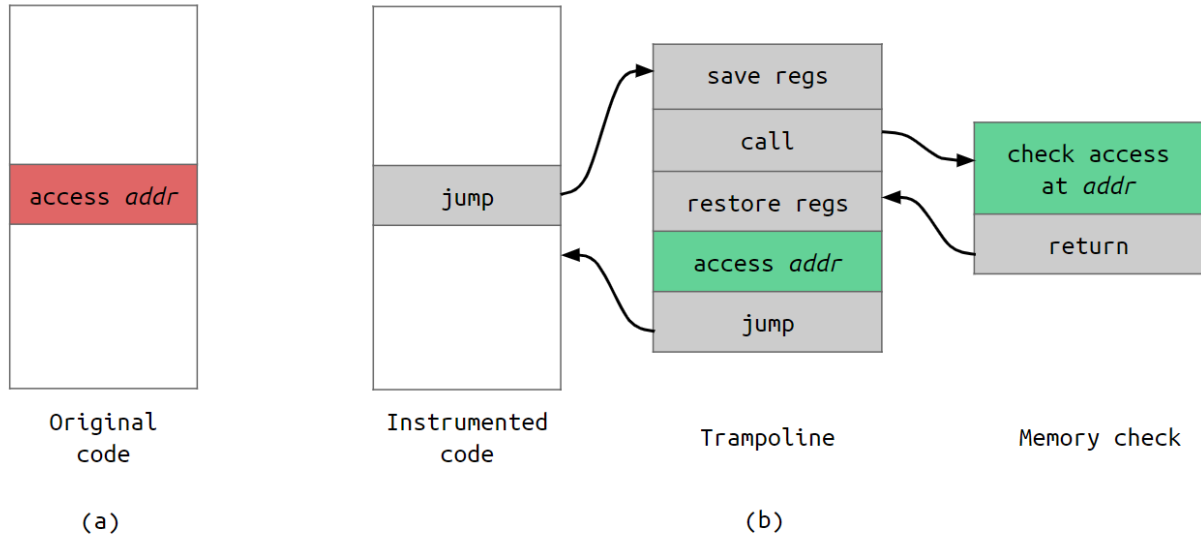 access addr
Original
code
(a)
jump
Instrumented
code
save regs
call
restore regs
access addr
jump
Trampoline
check access
at addr
return
Memory check
(b)